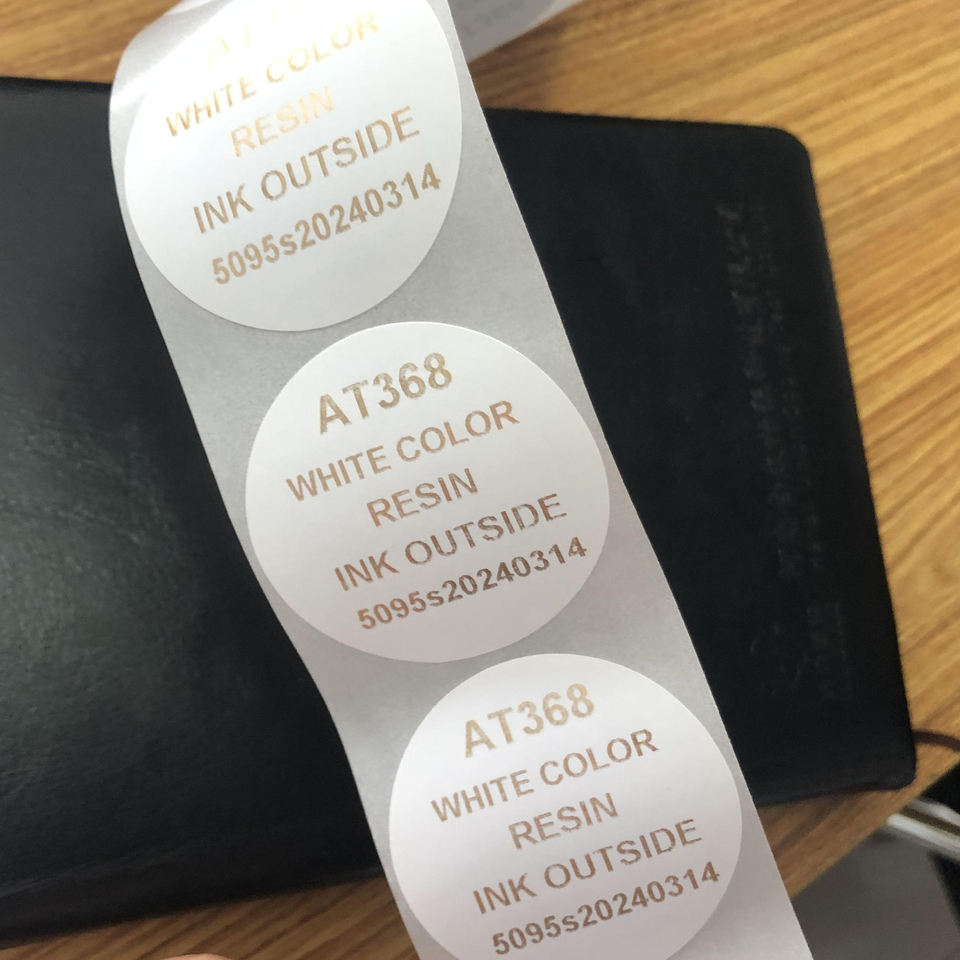 WHITE COLOR
RESIN
INK OUTSIDE
5095s20240314
AT368
WHITE COLOR
RESIN
INK OUTSIDE
5095s20240314
AT368
WHITE COLOR
RESIN
INK OUTSIDE
5095s20240314